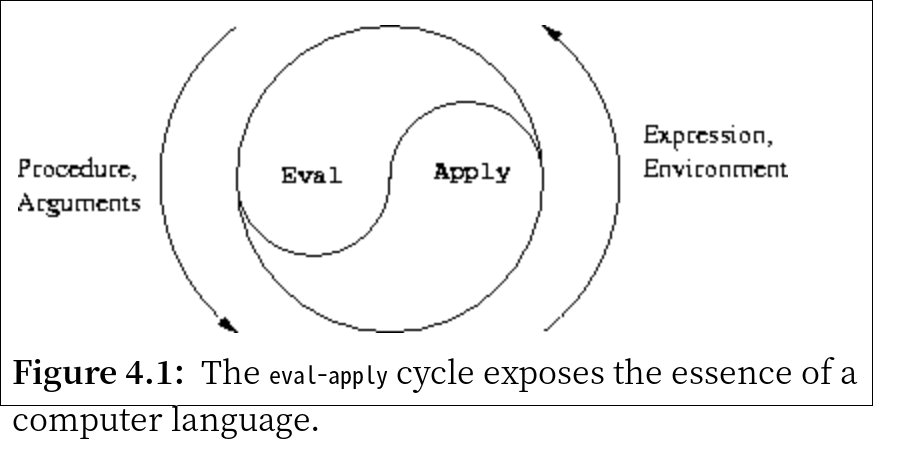 Procedure,
Arguments
Eval
Apply
Expression,
Environment
Figure 4.1: The eval-apply cycle exposes the essence of a
computer language.